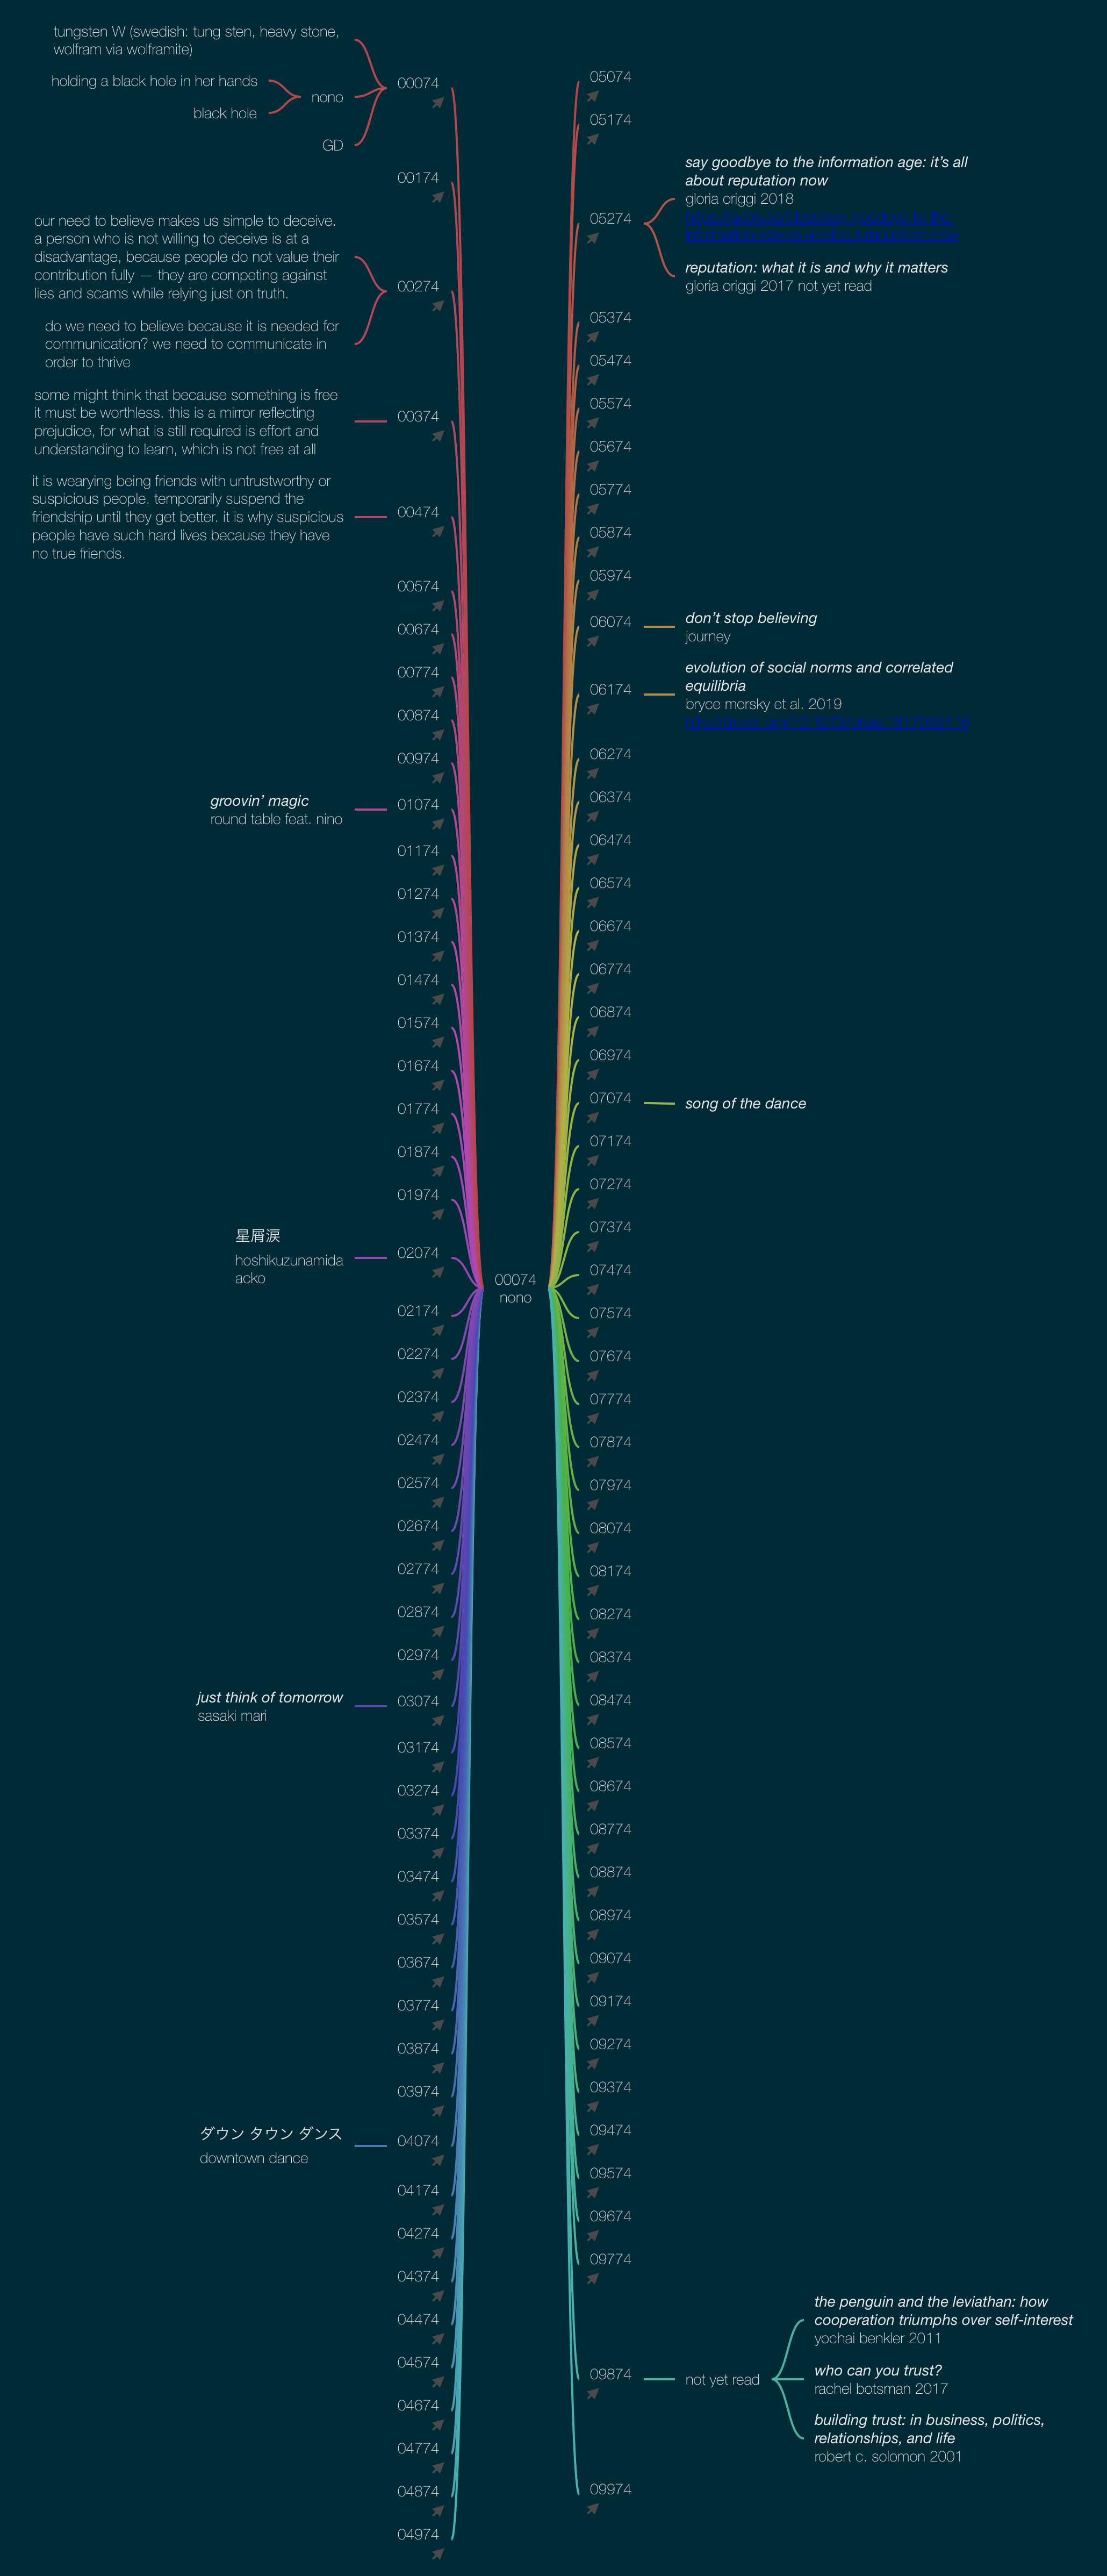 tungsten W (swedish: tung sten, heavy stone,
wolfram via wolframite)
holding a black hole in her hands
nono
black hole
GD
00074
00174
our need to believe makes us simple to deceive.
a person who is not willing to deceive is at a
disadvantage, because people do not value their
contribution fully — they are competing against
lies and scams while relying just on truth.
00274
do we need to believe because it is needed for
communication? we need to communicate in
order to thrive
some might think that because something is free
it must be worthless. this is a mirror reflecting
prejudice, for what is still required is effort and
understanding to learn, which is not free at all
00374
it is wearying being friends with untrustworthy or
suspicious people. temporarily suspend the
friendship until they get better. it is why suspicious
people have such hard lives because they have
no true friends.
00474
00574
00674
00774
00874
00974
groovin’ magic
round table feat. nino
01074
01174
01274
01374
01474
01574
01674
01774
01874
01974
星屑涙
hoshikuzunamida
acko
02074
02174
02274
02374
02474
02574
02674
02774
02874
02974
just think of tomorrow
sasaki mari
03074
03174
03274
03374
03474
03574
03674
03774
03874
03974
ダウン タウン ダンス
downtown dance
04074
04174
04274
04374
04474
04574
04674
04774
04874
04974
00074
nono
05074
05174
05274
say goodbye to the information age: it’s all
about reputation now
gloria origgi 2018
reputation: what it is and why it matters
gloria origgi 2017 not yet read
05374
05474
05574
05674
05774
05874
05974
06074
don’t stop believing
journey
06174
evolution of social norms and correlated
equilibria
bryce morsky et al. 2019
06274
06374
06474
06574
06674
06774
06874
06974
07074
song of the dance
07174
07274
07374
07474
07574
07674
07774
07874
07974
08074
08174
08274
08374
08474
08574
08674
08774
08874
08974
09074
09174
09274
09374
09474
09574
09674
09774
09874
not yet read
the penguin and the leviathan: how
cooperation triumphs over self-interest
yochai benkler 2011
who can you trust?
rachel botsman 2017
building trust: in business, politics,
relationships, and life
robert c. solomon 2001
09974